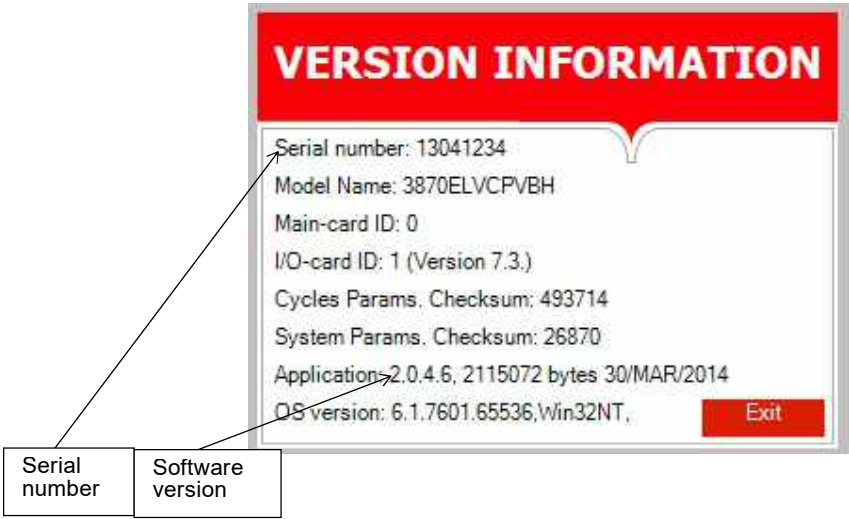 VERSION INFORMATION
Serial number: 13041234
Model Name: 3870ELVCPVBH
Main-card ID: 0
I/O-card ID: 1 (Version 7.3.)
Cycles Params. Checksum: 493714
System Params. Checksum: 26870
Application: 2.0.4.6, 2115072 bytes 30/MAR/2014
OS version: 6.1.7601.65536,Win32NT,
Exit
Serial
number
Software
version